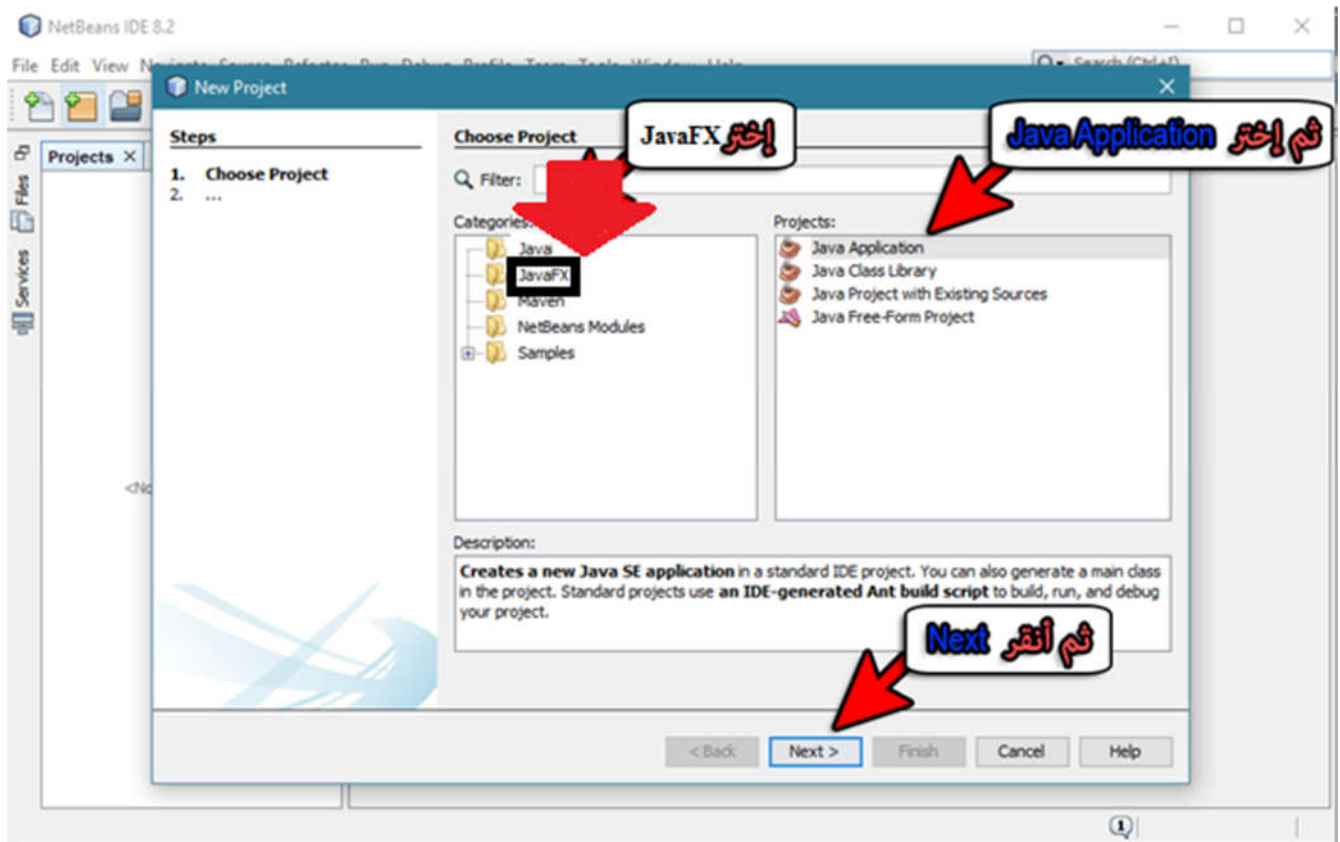 NetBeans IDE 8.2
File Edit View
New Project
Steps
1. Choose Project
2. ...
Choose Project
إختر JavaFX
ثم إختر Java Application
Filter:
Categories:
Java
JavaFX
Maven
NetBeans Modules
Samples
Projects:
Java Application
Java Class Library
Java Project with Existing Sources
Java Free-Form Project
Projects
Files
Services
<No
Description:
Creates a new Java SE application in a standard IDE project. You can also generate a main class
in the project. Standard projects use an IDE-generated Ant build script to build, run, and debug
your project.
ثم أنقر Next
< Back Next > Finish Cancel Help
1